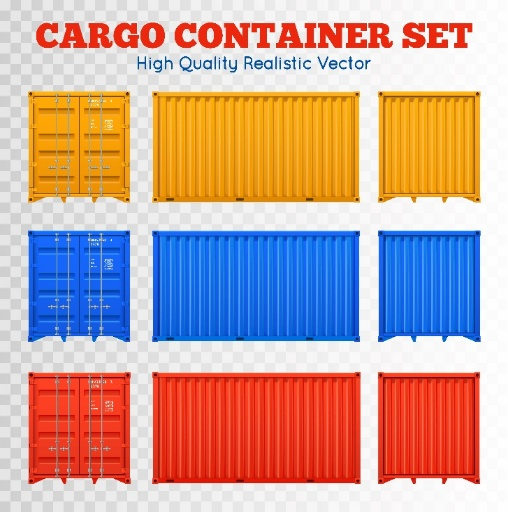 CARGO CONTAINER SET
High Quality Realistic Vector